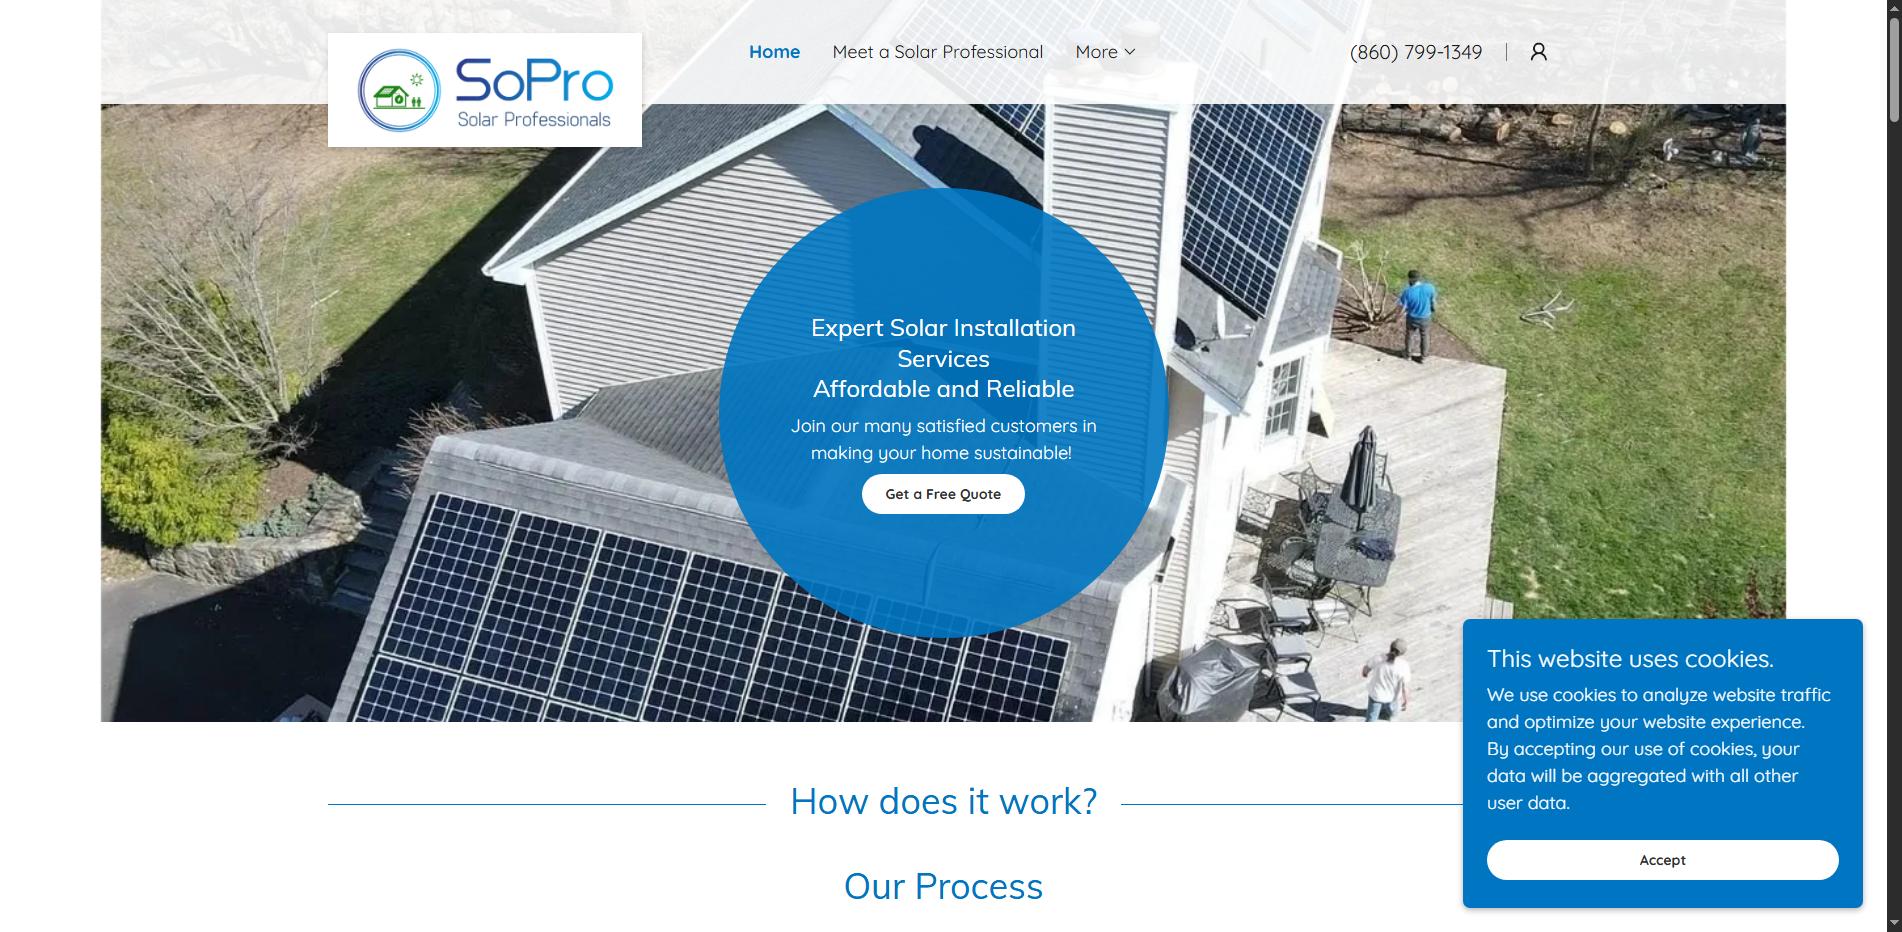 SoPro
Solar Professionals
Home
Meet a Solar Professional
More
(860) 799-1349
Expert Solar Installation
Services
Affordable and Reliable
Join our many satisfied customers in
making your home sustainable!
Get a Free Quote
This website uses cookies.
We use cookies to analyze website traffic
and optimize your website experience.
By accepting our use of cookies, your
data will be aggregated with all other
user data.
Accept
How does it work?
Our Process